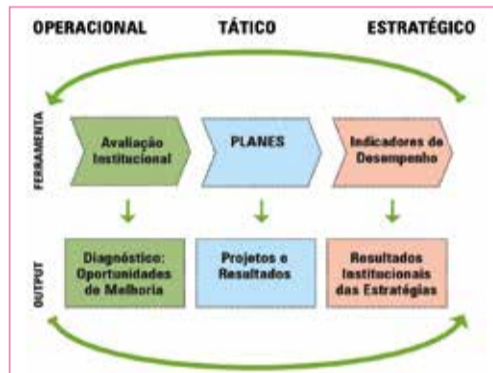 OPERACIONAL TÁTICO ESTRATÉGICO
FERRAMENTA
Avaliação
Institucional
PLANES
Indicadores de
Desempenho
OUTPUT
Diagnóstico:
Oportunidades
de Melhoria
Projetos e
Resultados
Resultados
Institucionais
das Estratégias